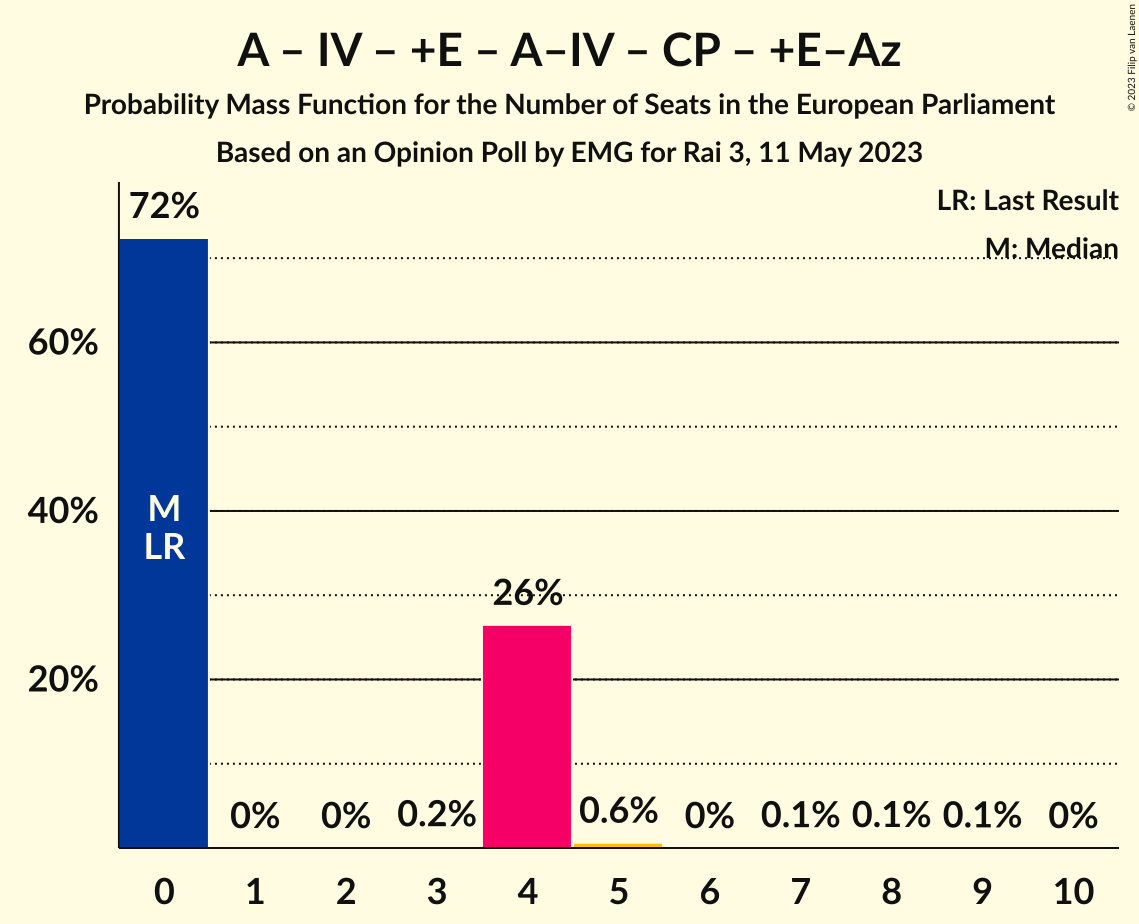 A – IV – +E – A–IV – CP – +E–Az
Probability Mass Function for the Number of Seats in the European Parliament
Based on an Opinion Poll by EMG for Rai 3, 11 May 2023
© 2023 Filip van Laenen
LR: Last Result
M: Median
72%
60%
40%
20%
M
LR
26%
0%
0%
0.2%
0.6%
0%
0.1%
0.1%
0.1%
0%
0 1 2 3 4 5 6 7 8 9 10